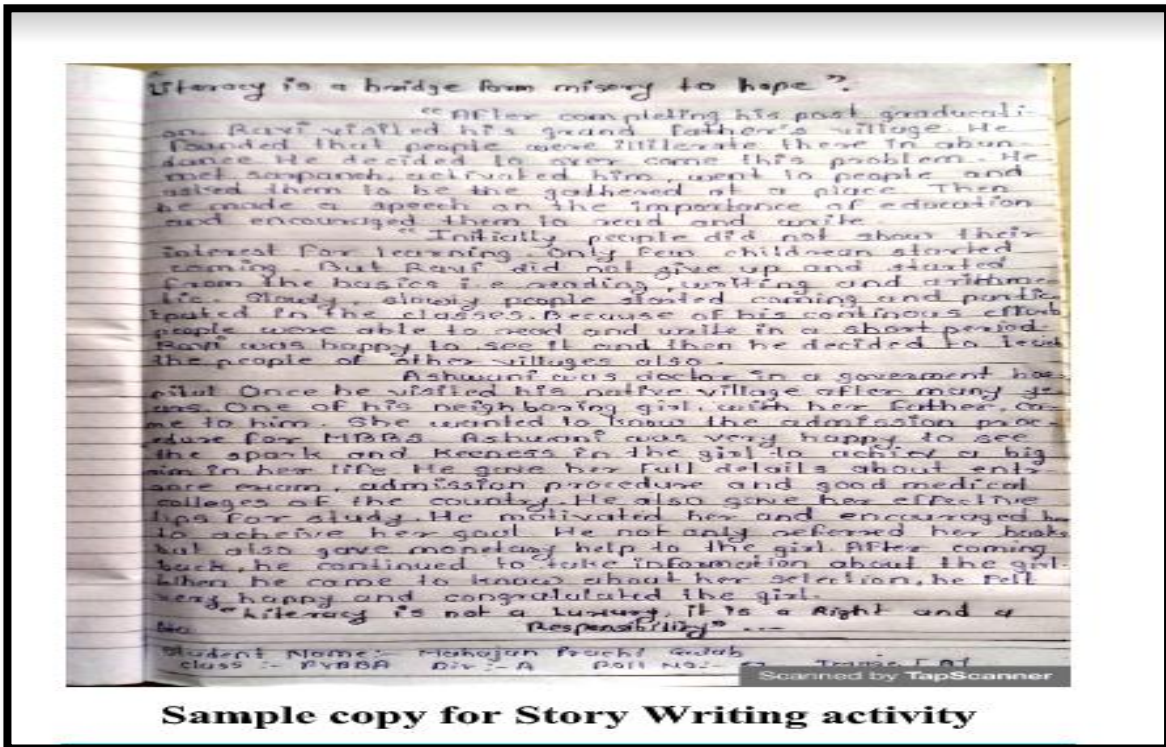 Literacy is a bridge form misery to hope".
"After completing his post graducati-
on. Ravi visited his grand father's village. He
founded that people were illiterate there in abun-
dance. He decided to over come this problem. He
met sarpanch, activated him, went to people and
asked them to be the gathered at a place Then
he made a speech on the importance of education
and encouraged them to read and write.
"Initially people did not show their
interest for learning. Only few childrean started
coming. But Ravi did not give up and started
from the basics i.e reading, writing and arithme-
tic. Slowly, slowly people started coming and partic-
ipated in the classes. Because of his continous efforts
people were able to read and write in a short period.
Ravi was happy to see it and then he decided to teach
the people of other villages also.
Ashwani was doctor in a goverment hos-
pital Once he visited his native village after many ye-
ars. One of his neighboring girl, with her father, ca-
me to him. She wanted to know the admission proc-
edure for MBBS Ashwani was very happy to see
the spark and keeness in the girl to achiev a big
aim in her life. He gave her full details about entr-
ance exam, admission procedure and good medical
colleges of the country. He also gave her effective
tips for study. He motivated her and encouraged her
to acheive her goal He not only referred her books
but also gave monetary help to the girl. After coming
back, he continued to take information about the girl.
When he came to know about her selection, he fell
very happy and congratulated the girl.
"Literacy is not a Luxury, it is a Right and a
Responsibility" ...
Student Name:- Mahajan Prachi Gulab
class :- FYBBA Div :- A Roll No:-
Scanned by TapScanner
Sample copy for Story Writing activity